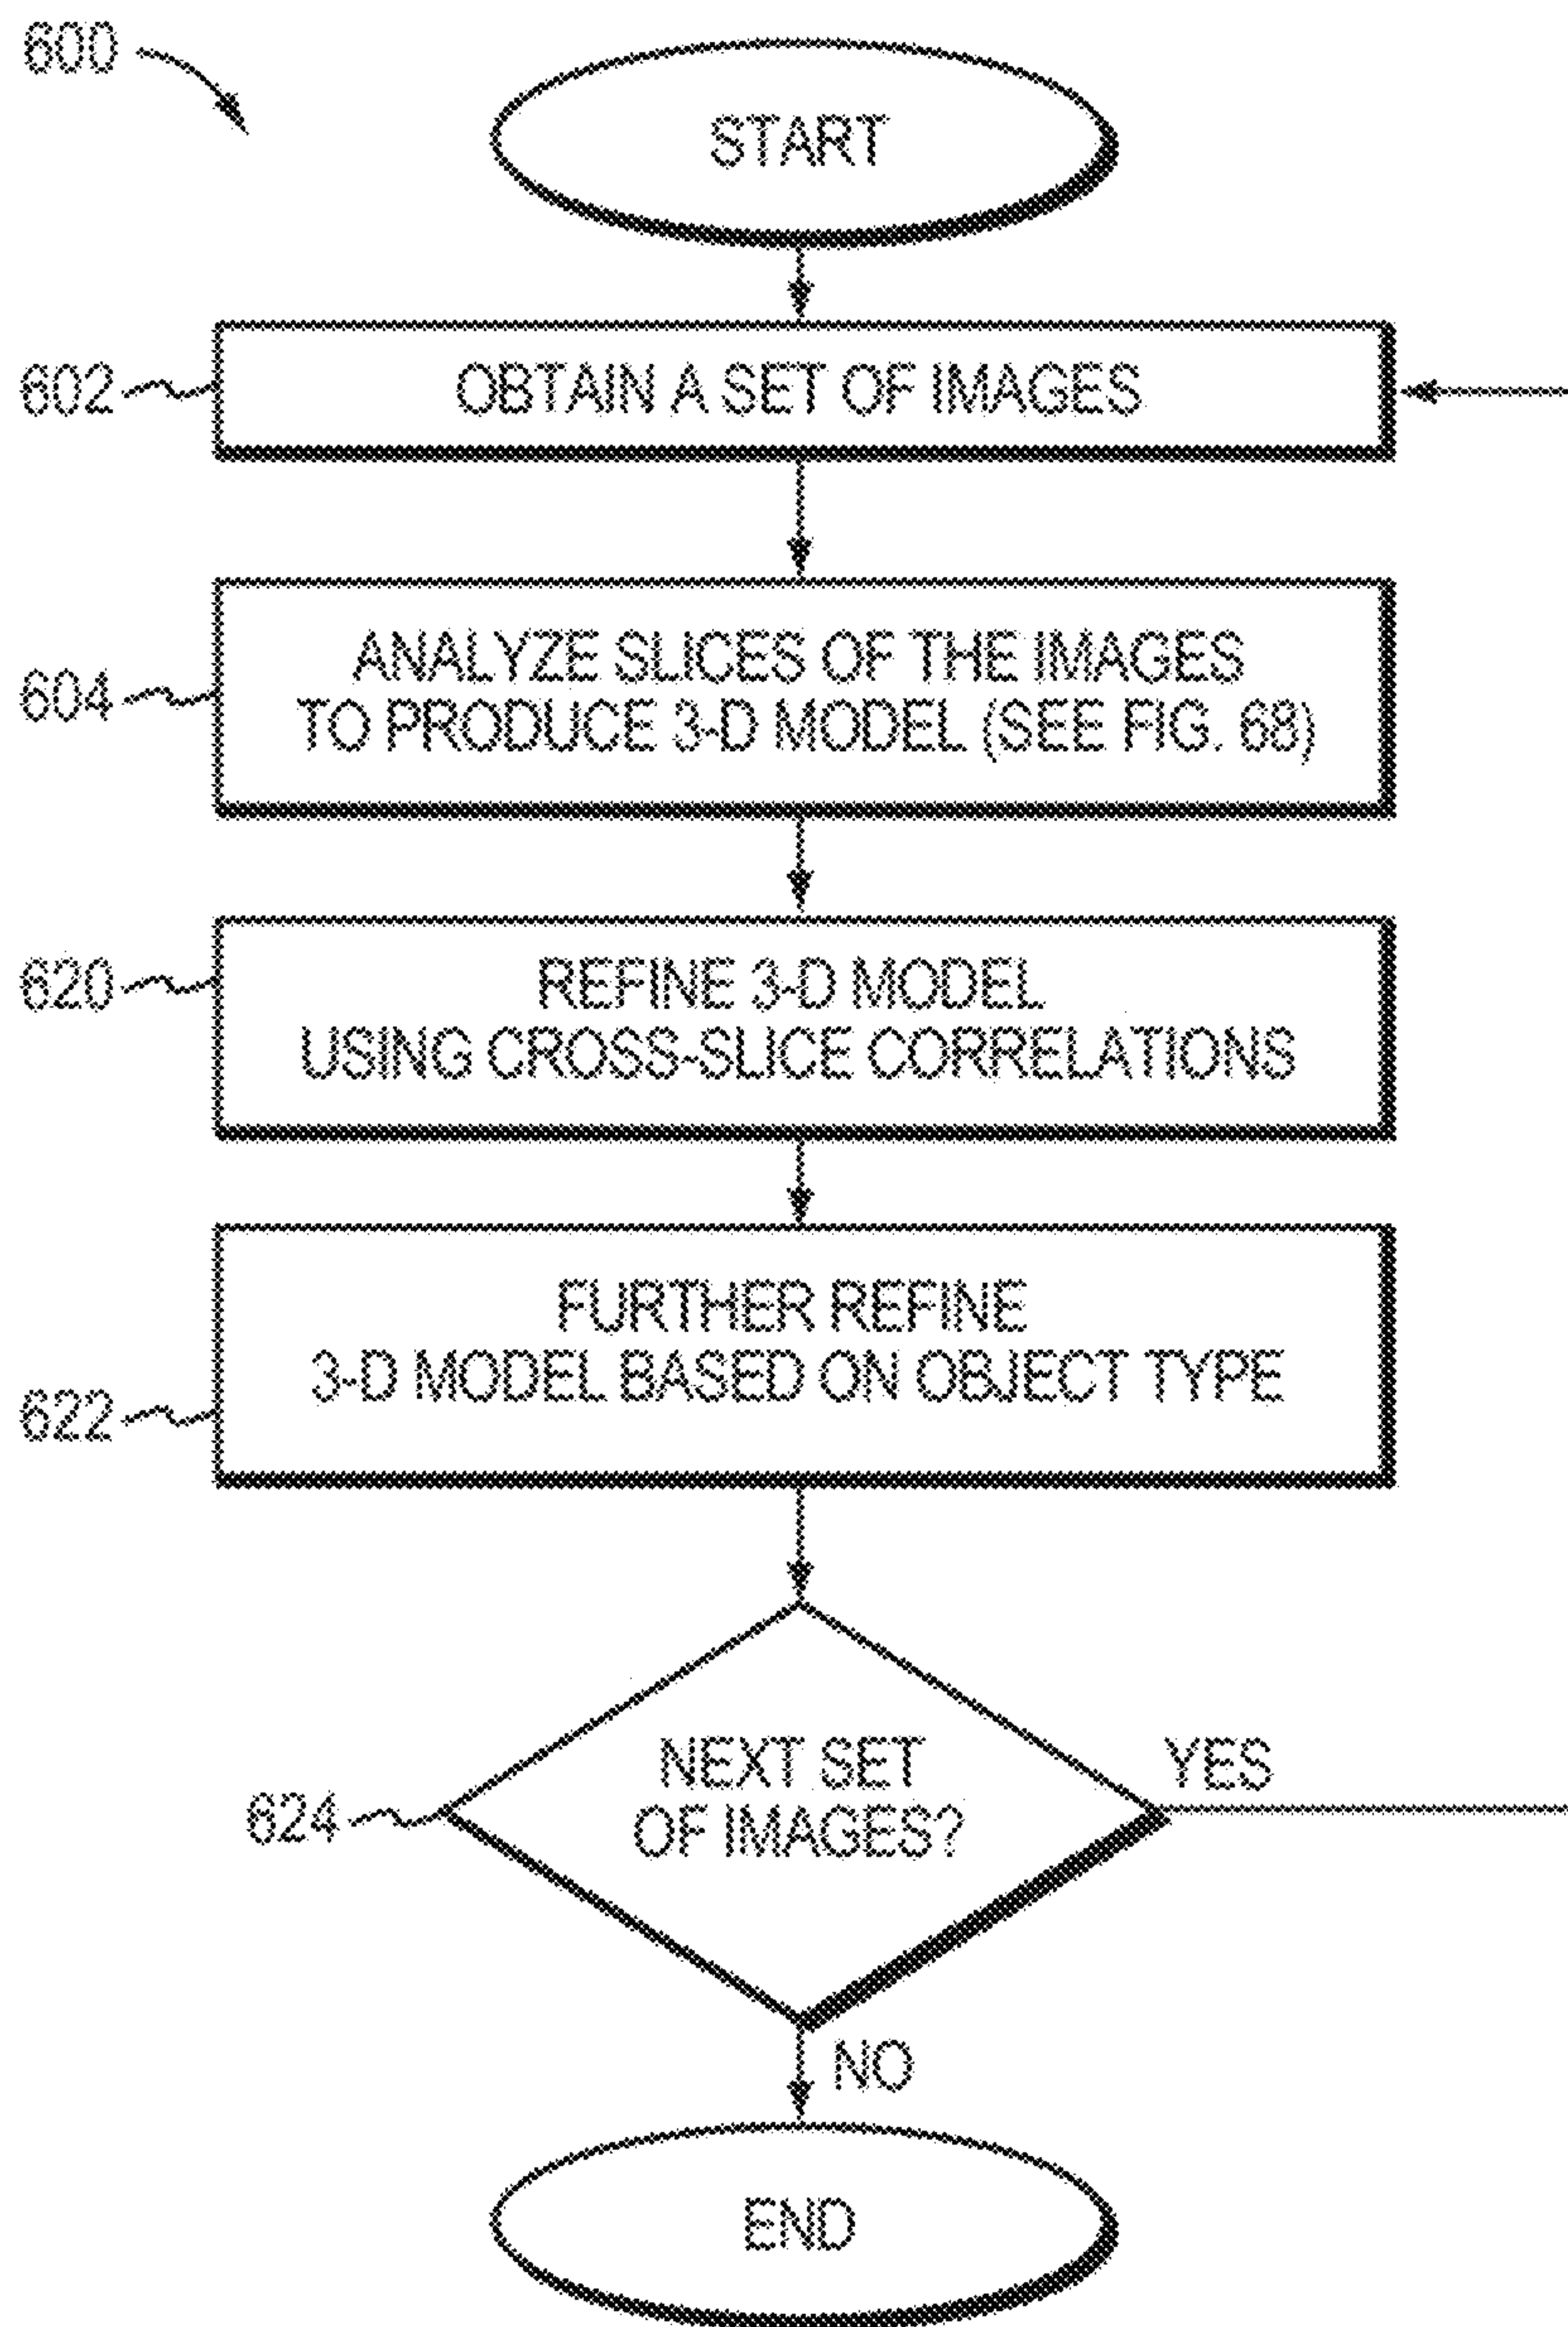 600
START
602
OBTAIN A SET OF IMAGES
604
ANALYZE SLICES OF THE IMAGES
TO PRODUCE 3-D MODEL (SEE FIG. 6B)
620
REFINE 3-D MODEL
USING CROSS-SLICE CORRELATIONS
622
FURTHER REFINE
3-D MODEL BASED ON OBJECT TYPE
624
NEXT SET
OF IMAGES?
YES
NO
END